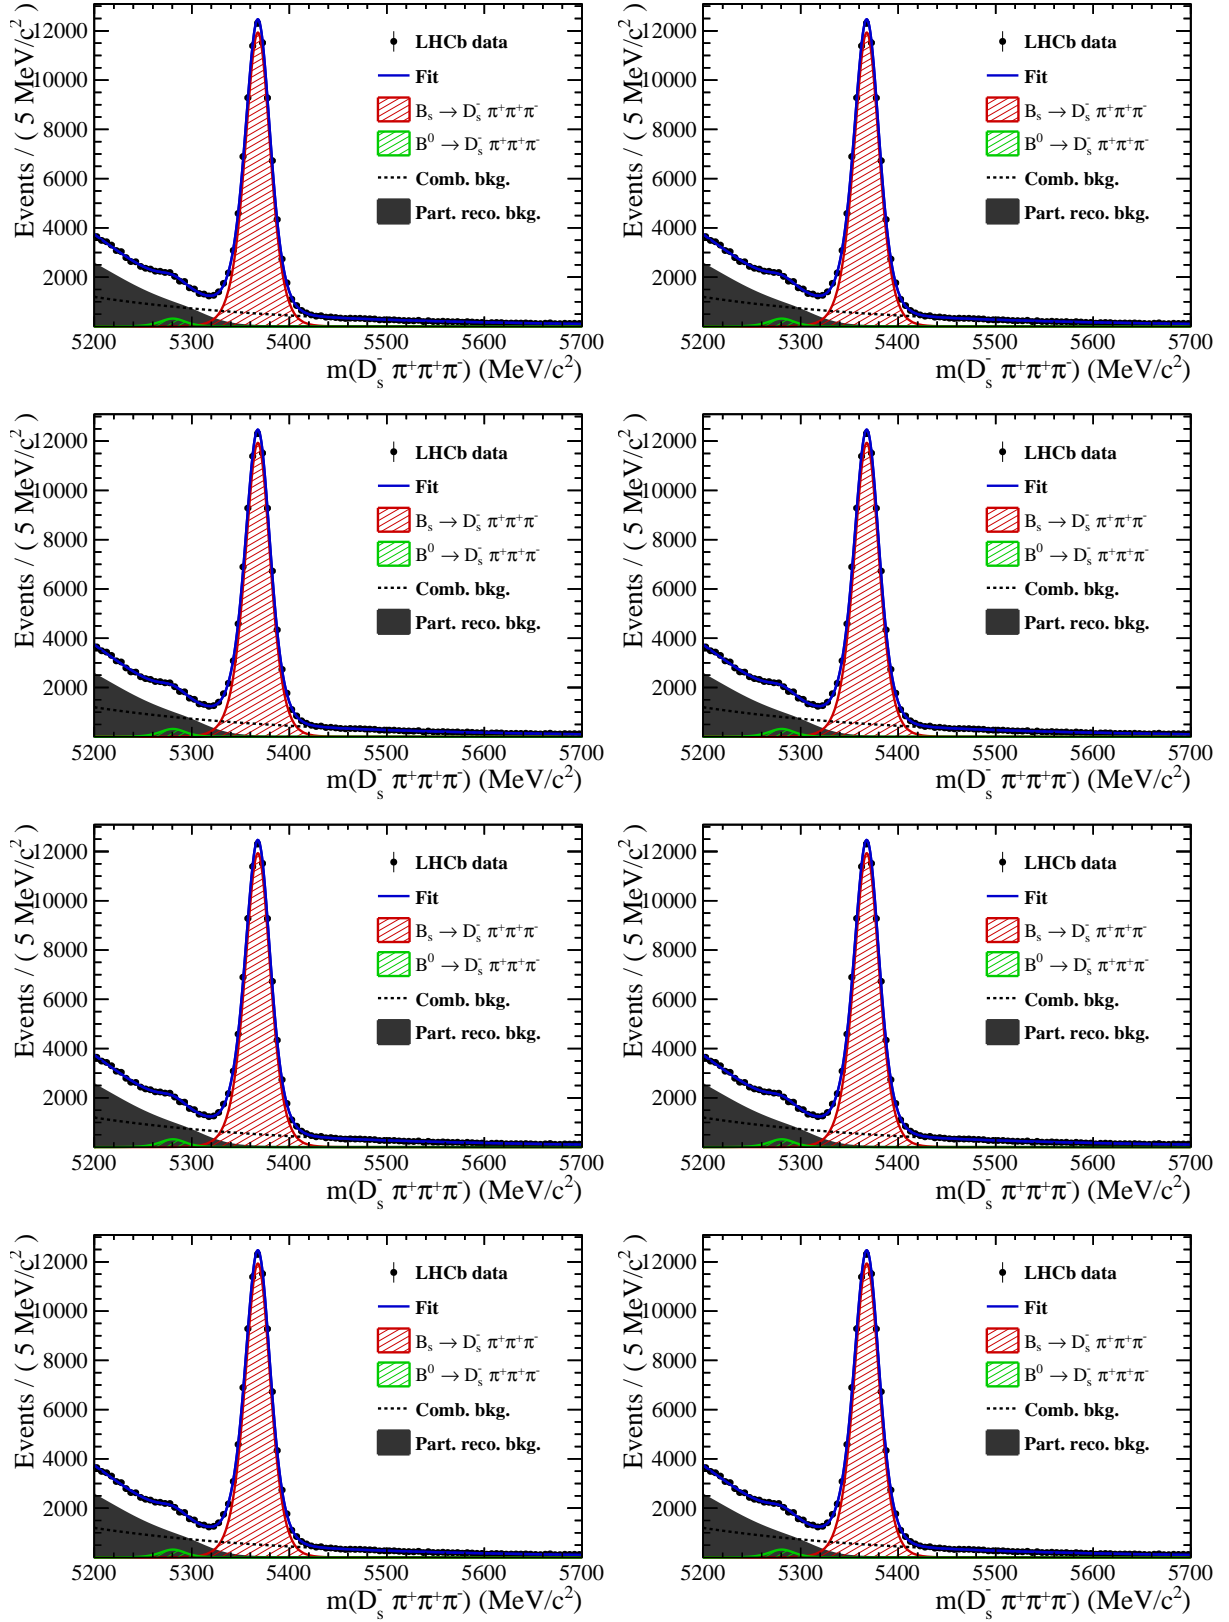 Events / ( 5 MeV/c² )
12000
10000
8000
6000
4000
2000
LHCb data
Fit
Bₛ → Dₛ⁻ π⁺π⁺π⁻
B⁰ → Dₛ⁻ π⁺π⁺π⁻
Comb. bkg.
Part. reco. bkg.
5200 5300 5400 5500 5600 5700
m(Dₛ⁻ π⁺π⁺π⁻) (MeV/c²)
Events / ( 5 MeV/c² )
12000
10000
8000
6000
4000
2000
LHCb data
Fit
Bₛ → Dₛ⁻ π⁺π⁺π⁻
B⁰ → Dₛ⁻ π⁺π⁺π⁻
Comb. bkg.
Part. reco. bkg.
5200 5300 5400 5500 5600 5700
m(Dₛ⁻ π⁺π⁺π⁻) (MeV/c²)
Events / ( 5 MeV/c² )
12000
10000
8000
6000
4000
2000
LHCb data
Fit
Bₛ → Dₛ⁻ π⁺π⁺π⁻
B⁰ → Dₛ⁻ π⁺π⁺π⁻
Comb. bkg.
Part. reco. bkg.
5200 5300 5400 5500 5600 5700
m(Dₛ⁻ π⁺π⁺π⁻) (MeV/c²)
Events / ( 5 MeV/c² )
12000
10000
8000
6000
4000
2000
LHCb data
Fit
Bₛ → Dₛ⁻ π⁺π⁺π⁻
B⁰ → Dₛ⁻ π⁺π⁺π⁻
Comb. bkg.
Part. reco. bkg.
5200 5300 5400 5500 5600 5700
m(Dₛ⁻ π⁺π⁺π⁻) (MeV/c²)
Events / ( 5 MeV/c² )
12000
10000
8000
6000
4000
2000
LHCb data
Fit
Bₛ → Dₛ⁻ π⁺π⁺π⁻
B⁰ → Dₛ⁻ π⁺π⁺π⁻
Comb. bkg.
Part. reco. bkg.
5200 5300 5400 5500 5600 5700
m(Dₛ⁻ π⁺π⁺π⁻) (MeV/c²)
Events / ( 5 MeV/c² )
12000
10000
8000
6000
4000
2000
LHCb data
Fit
Bₛ → Dₛ⁻ π⁺π⁺π⁻
B⁰ → Dₛ⁻ π⁺π⁺π⁻
Comb. bkg.
Part. reco. bkg.
5200 5300 5400 5500 5600 5700
m(Dₛ⁻ π⁺π⁺π⁻) (MeV/c²)
Events / ( 5 MeV/c² )
12000
10000
8000
6000
4000
2000
LHCb data
Fit
Bₛ → Dₛ⁻ π⁺π⁺π⁻
B⁰ → Dₛ⁻ π⁺π⁺π⁻
Comb. bkg.
Part. reco. bkg.
5200 5300 5400 5500 5600 5700
m(Dₛ⁻ π⁺π⁺π⁻) (MeV/c²)
Events / ( 5 MeV/c² )
12000
10000
8000
6000
4000
2000
LHCb data
Fit
Bₛ → Dₛ⁻ π⁺π⁺π⁻
B⁰ → Dₛ⁻ π⁺π⁺π⁻
Comb. bkg.
Part. reco. bkg.
5200 5300 5400 5500 5600 5700
m(Dₛ⁻ π⁺π⁺π⁻) (MeV/c²)